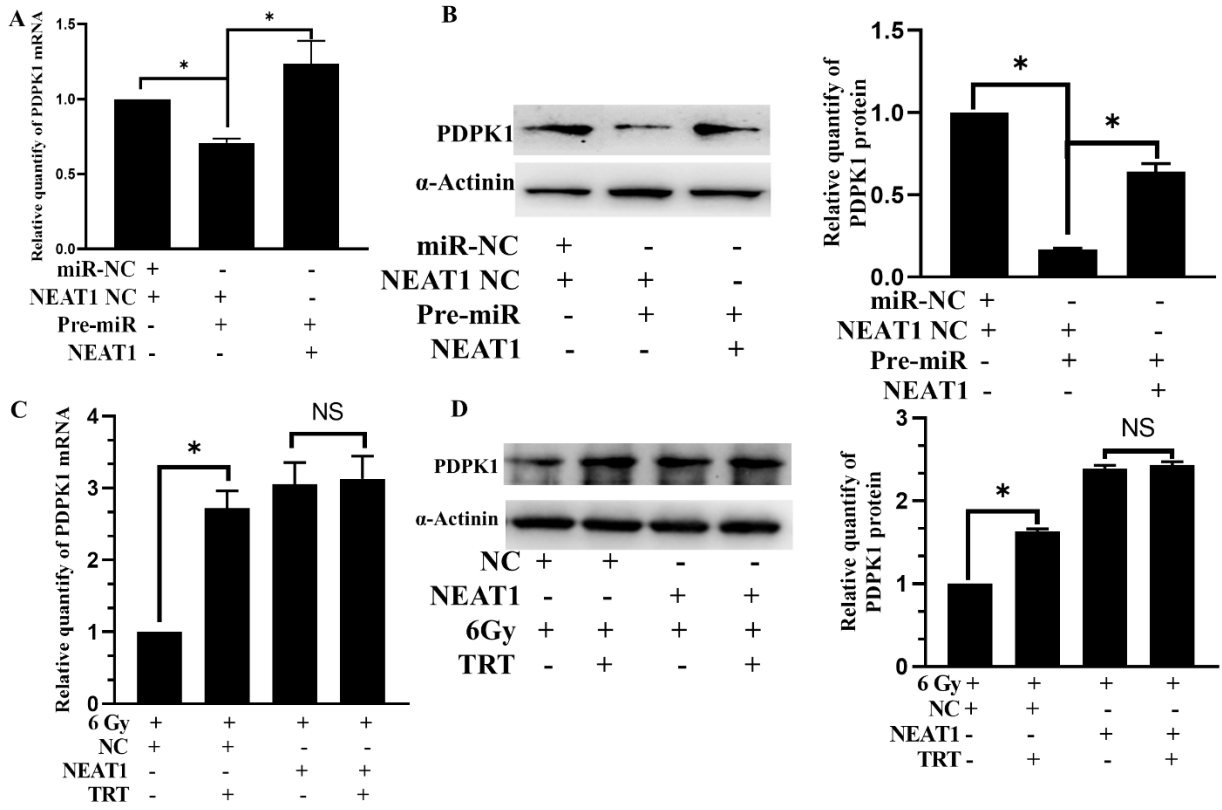 A
Relative quantify of PDPK1 mRNA
1.5
1.0
0.5
0.0
*
*
miR-NC + - -
NEAT1 NC + + -
Pre-miR - + +
NEAT1 - - +
B
PDPK1
α-Actinin
miR-NC + - -
NEAT1 NC + + -
Pre-miR - + +
NEAT1 - - +
Relative quantify of
PDPK1 protein
1.5
1.0
0.5
0.0
*
*
miR-NC + - -
NEAT1 NC + + -
Pre-miR - + +
NEAT1 - - +
C
Relative quantify of PDPK1 mRNA
4
3
2
1
0
*
NS
6 Gy + + + +
NC + + - -
NEAT1 - - + +
TRT - + - +
D
PDPK1
α-Actinin
NC + + - -
NEAT1 - - + +
6Gy + + + +
TRT - + - +
Relative quantify of
PDPK1 protein
3
2
1
0
*
NS
6 Gy + + + +
NC + + - -
NEAT1 - - + +
TRT - + - +